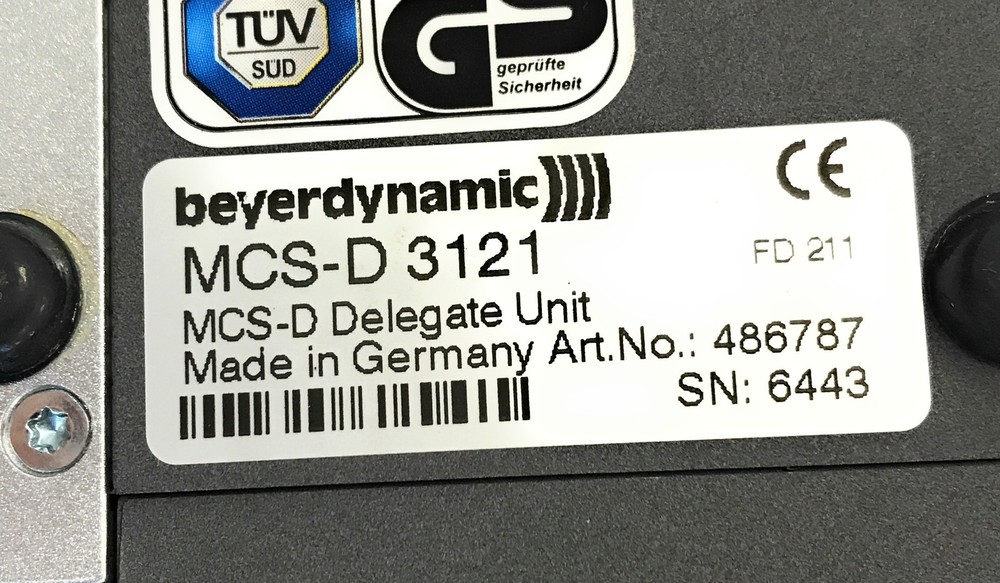 TÜV
SÜD
GS
geprüfte
Sicherheit
beyerdynamic
CE
MCS-D 3121
FD 211
MCS-D Delegate Unit
Made in Germany Art.No.: 486787
SN: 6443